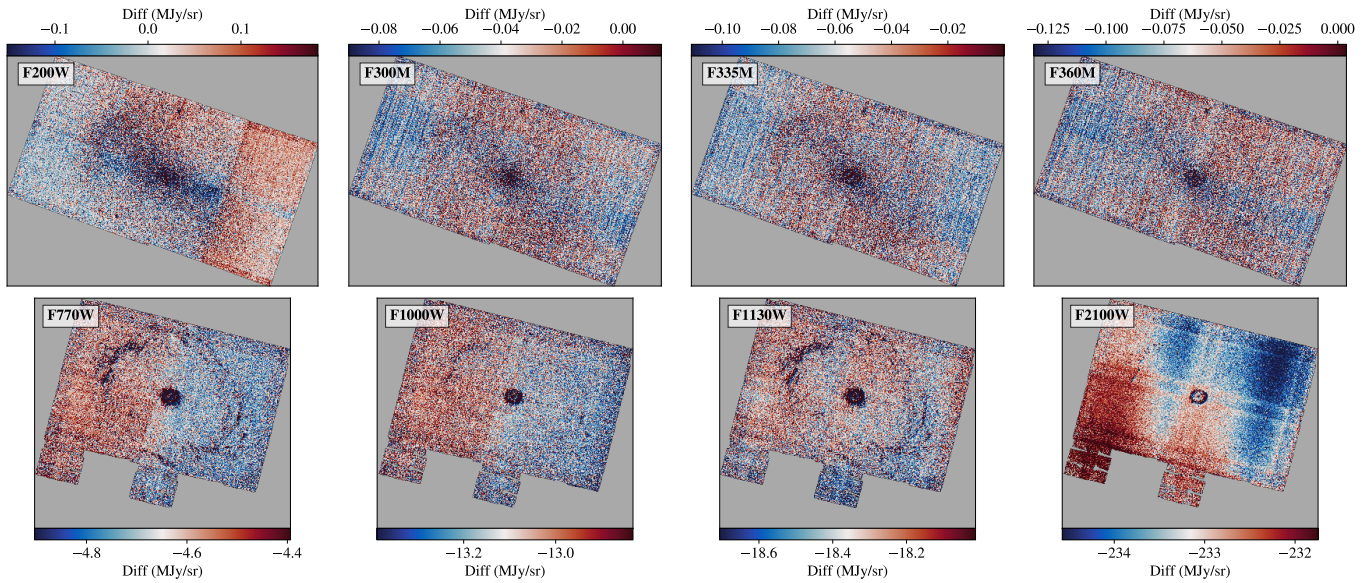 Diff (MJy/sr) Diff (MJy/sr) Diff (MJy/sr) Diff (MJy/sr)
−0.1 0.0 0.1 −0.08 −0.06 −0.04 −0.02 0.00 −0.10 −0.08 −0.06 −0.04 −0.02 −0.125 −0.100 −0.075 −0.050 −0.025 0.000
F200W F300M F335M F360M
F770W F1000W F1130W F2100W
−4.8 −4.6 −4.4 −13.2 −13.0 −18.6 −18.4 −18.2 −234 −233 −232
Diff (MJy/sr) Diff (MJy/sr) Diff (MJy/sr) Diff (MJy/sr)